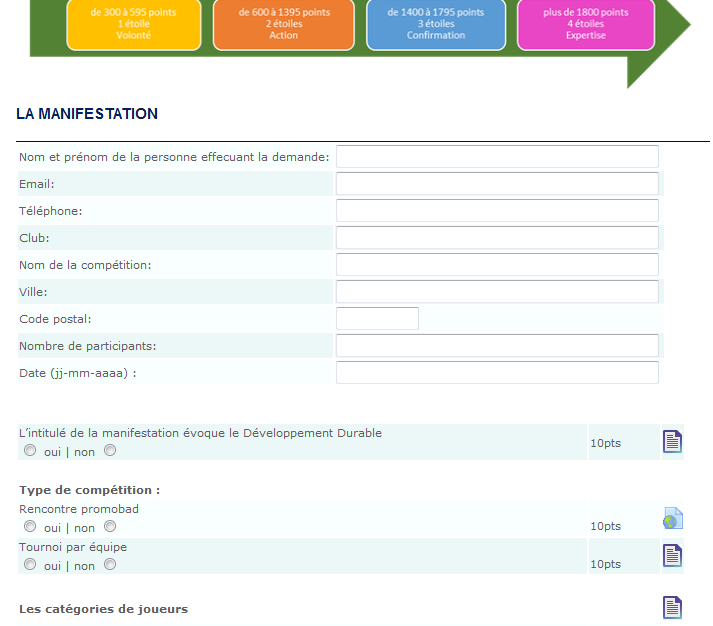 de 300 à 595 points
1 étoile
Volonté
de 600 à 1395 points
2 étoiles
Action
de 1400 à 1795 points
3 étoiles
Confirmation
plus de 1800 points
4 étoiles
Expertise
LA MANIFESTATION
Nom et prénom de la personne effecuant la demande:
Email:
Téléphone:
Club:
Nom de la compétition:
Ville:
Code postal:
Nombre de participants:
Date (jj-mm-aaaa) :
L'intitulé de la manifestation évoque le Développement Durable
oui | non
10pts
Type de compétition :
Rencontre promobad
oui | non
10pts
Tournoi par équipe
oui | non
10pts
Les catégories de joueurs